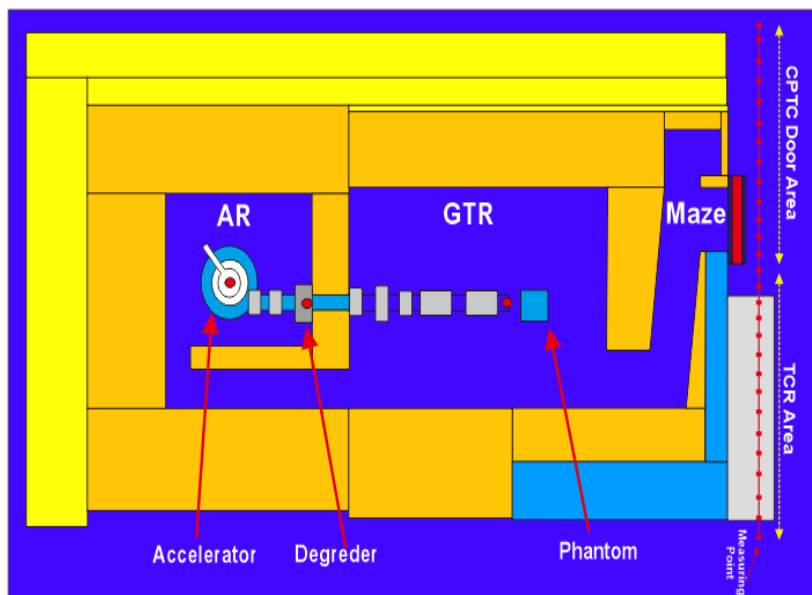 CPTC Door Area
AR
GTR
Maze
TCR Area
Accelerator
Degreder
Phantom
Measuring
Point